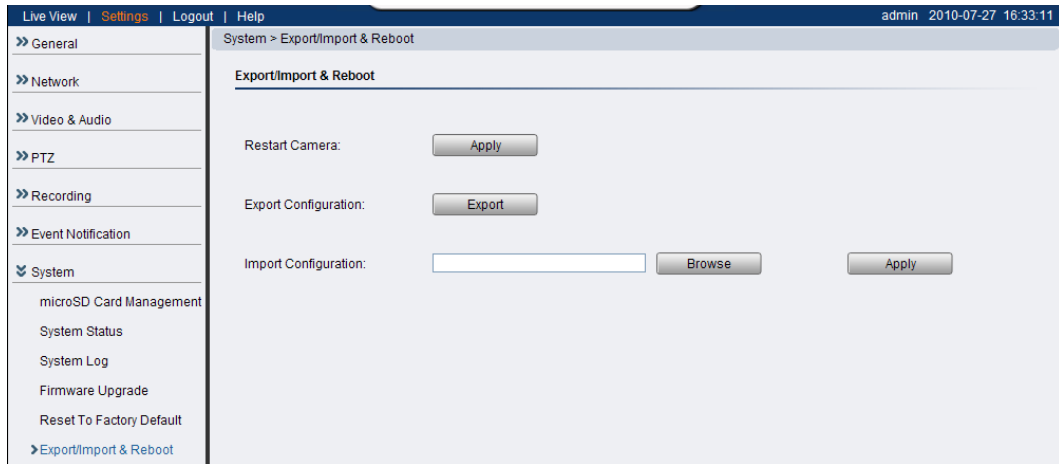 Live View | Settings | Logout | Help admin 2010-07-27 16:33:11
System > Export/Import & Reboot
General
Network
Video & Audio
PTZ
Recording
Event Notification
System
microSD Card Management
System Status
System Log
Firmware Upgrade
Reset To Factory Default
Export/Import & Reboot
Export/Import & Reboot
Restart Camera: Apply
Export Configuration: Export
Import Configuration: Browse Apply